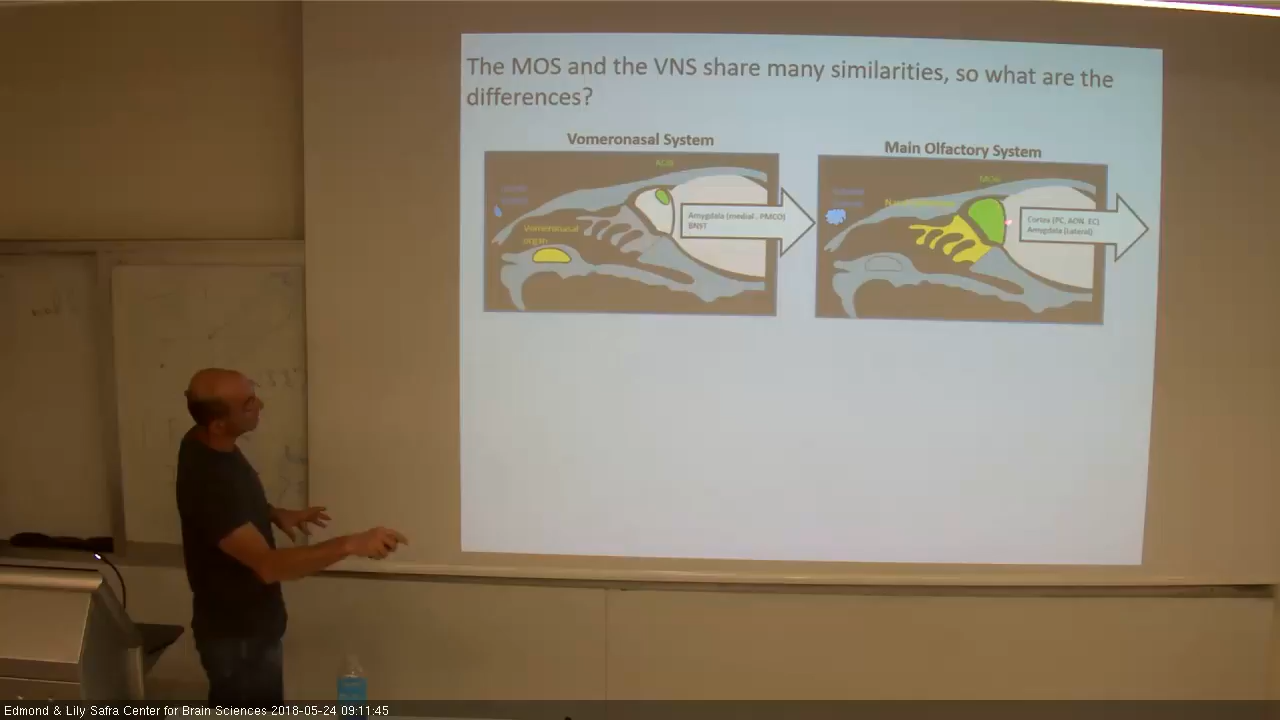 The MOS and the VNS share many similarities, so what are the
differences?
Vomeronasal System
Main Olfactory System
AOB
MOB
Vomeronasal
organ
Amygdala (medial, PMCO)
BNST
Cortex (PC, AON, EC)
Amygdala (Lateral)
Edmond & Lily Safra Center for Brain Sciences 2018-05-24 09:11:45